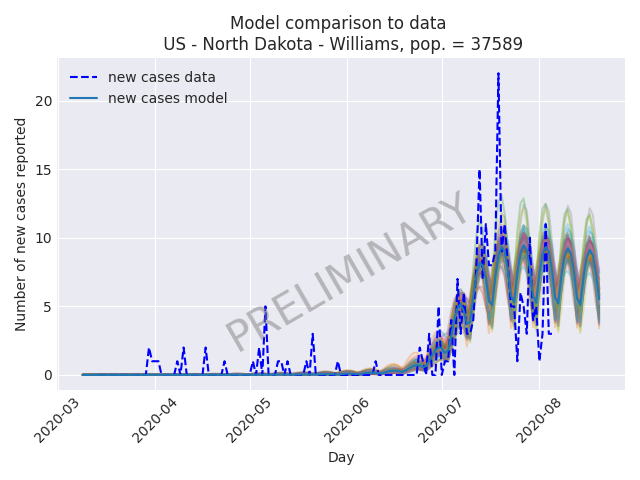 Model comparison to data
US - North Dakota - Williams, pop. = 37589
new cases data
new cases model
Number of new cases reported
20
15
10
5
0
PRELIMINARY
2020-03
2020-04
2020-05
2020-06
2020-07
2020-08
Day